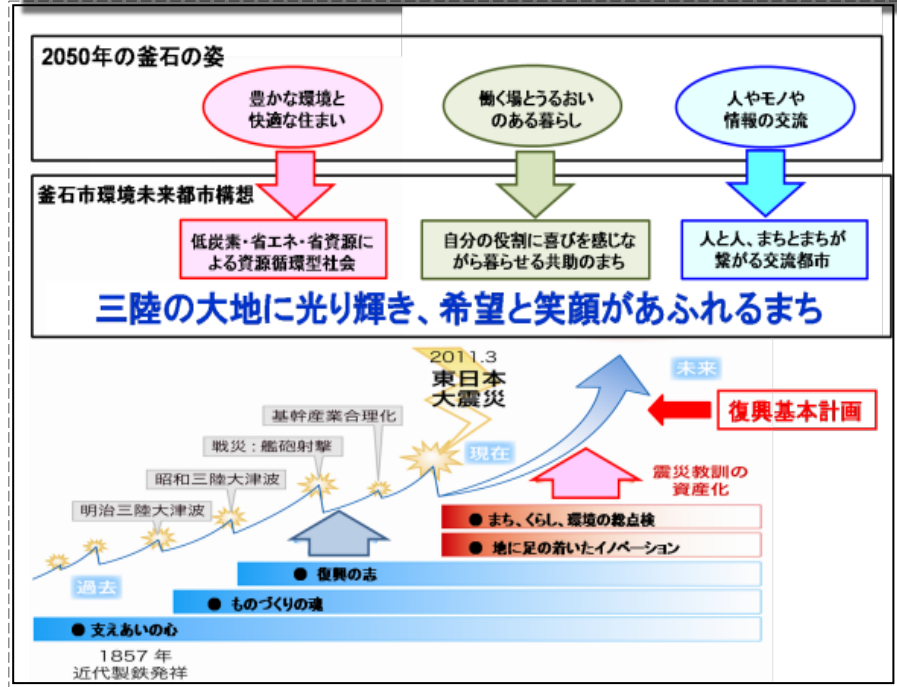 2050年の釜石の姿
豊かな環境と
快適な住まい
働く場とうるおい
のある暮らし
人やモノや
情報の交流
釜石市環境未来都市構想
低炭素・省エネ・省資源に
よる資源循環型社会
自分の役割に喜びを感じな
がら暮らせる共助のまち
人と人、まちとまちが
繋がる交流都市
三陸の大地に光り輝き、希望と笑顔があふれるまち
2011.3
東日本
大震災
未来
復興基本計画
基幹産業合理化
戦災:艦砲射撃
現在
昭和三陸大津波
震災教訓の
資産化
明治三陸大津波
● まち、くらし、環境の総点検
● 地に足の着いたイノベーション
過去
● 復興の志
● ものづくりの魂
● 支えあいの心
1857 年
近代製鉄発祥